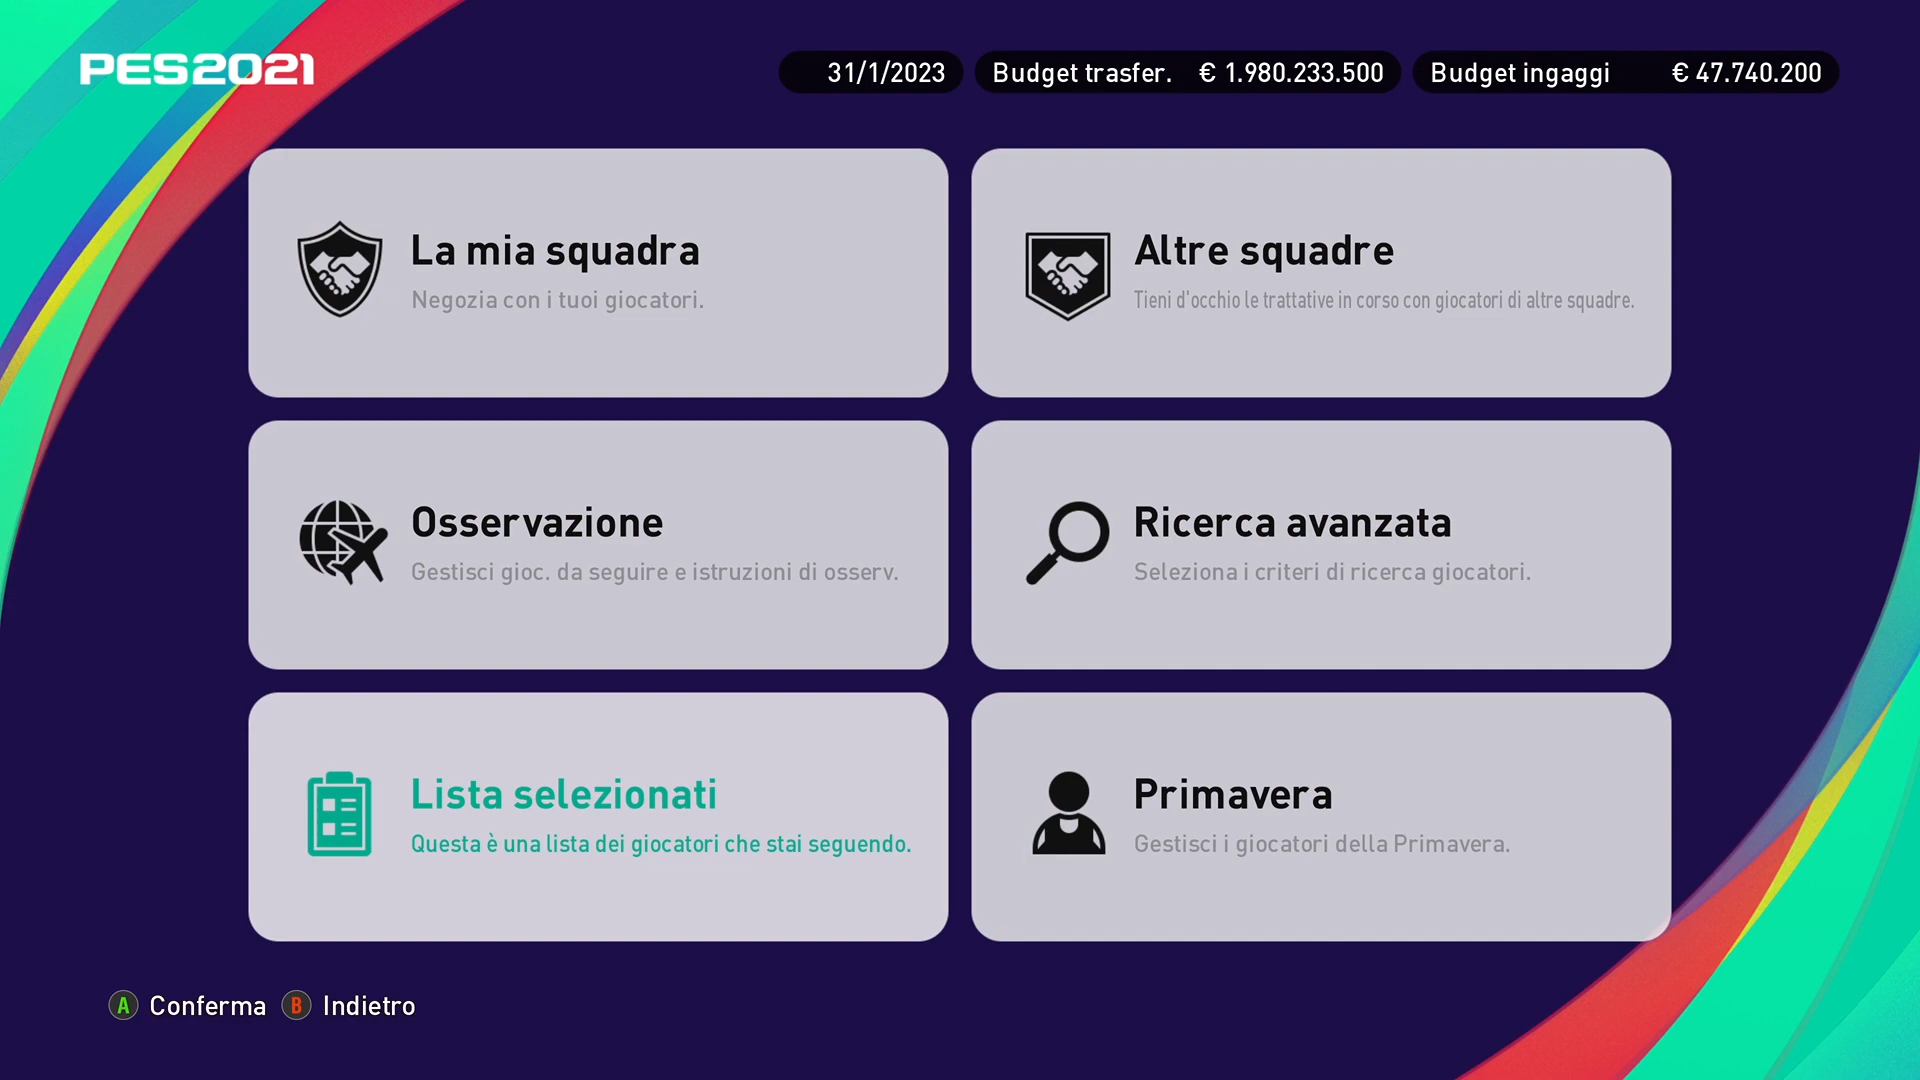 PES2021
31/1/2023
Budget trasfer. € 1.980.233.500
Budget ingaggi € 47.740.200
La mia squadra
Negozia con i tuoi giocatori.
Altre squadre
Tieni d'occhio le trattative in corso con giocatori di altre squadre.
Osservazione
Gestisci gioc. da seguire e istruzioni di osserv.
Ricerca avanzata
Seleziona i criteri di ricerca giocatori.
Lista selezionati
Questa è una lista dei giocatori che stai seguendo.
Primavera
Gestisci i giocatori della Primavera.
A Conferma B Indietro